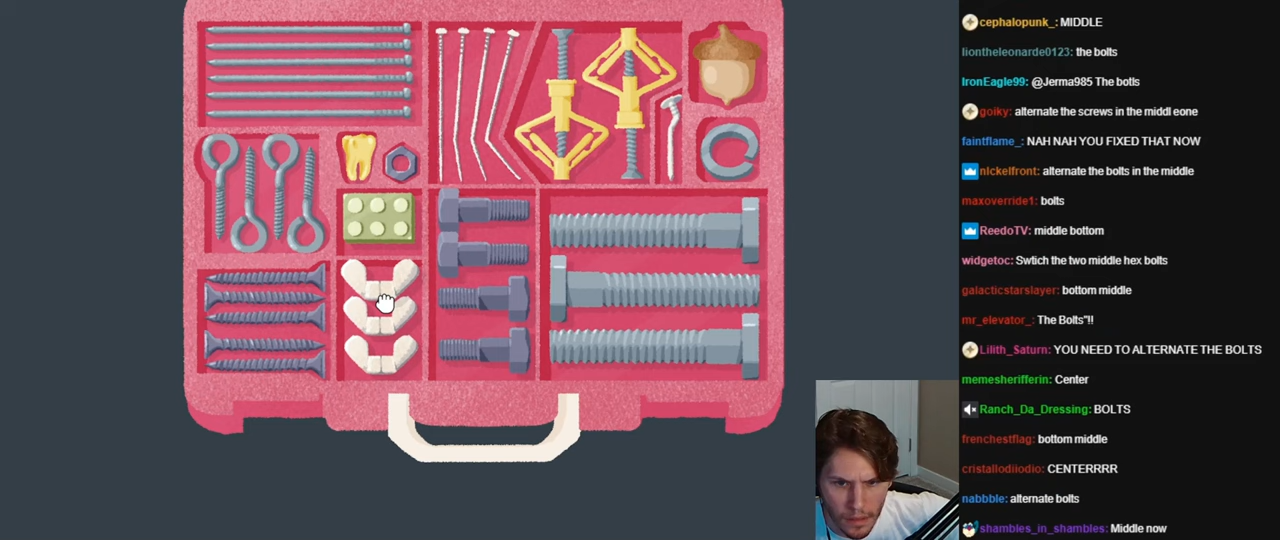 cephalopunk_: MIDDLE
liontheleonarde0123: the bolts
IronEagle99: @Jerma985 The botls
goiky: alternate the screws in the middl eone
faintflame_: NAH NAH YOU FIXED THAT NOW
nIckelfront: alternate the bolts in the middle
maxoverride1: bolts
ReedoTV: middle bottom
widgetoc: Swtich the two middle hex bolts
galacticstarslayer: bottom middle
mr_elevator_: The Bolts"!!
Lilith_Saturn: YOU NEED TO ALTERNATE THE BOLTS
memesherifferin: Center
Ranch_Da_Dressing: BOLTS
frenchestflag: bottom middle
cristallodiiodio: CENTERRRR
nabbble: alternate bolts
shambles_in_shambles: Middle now